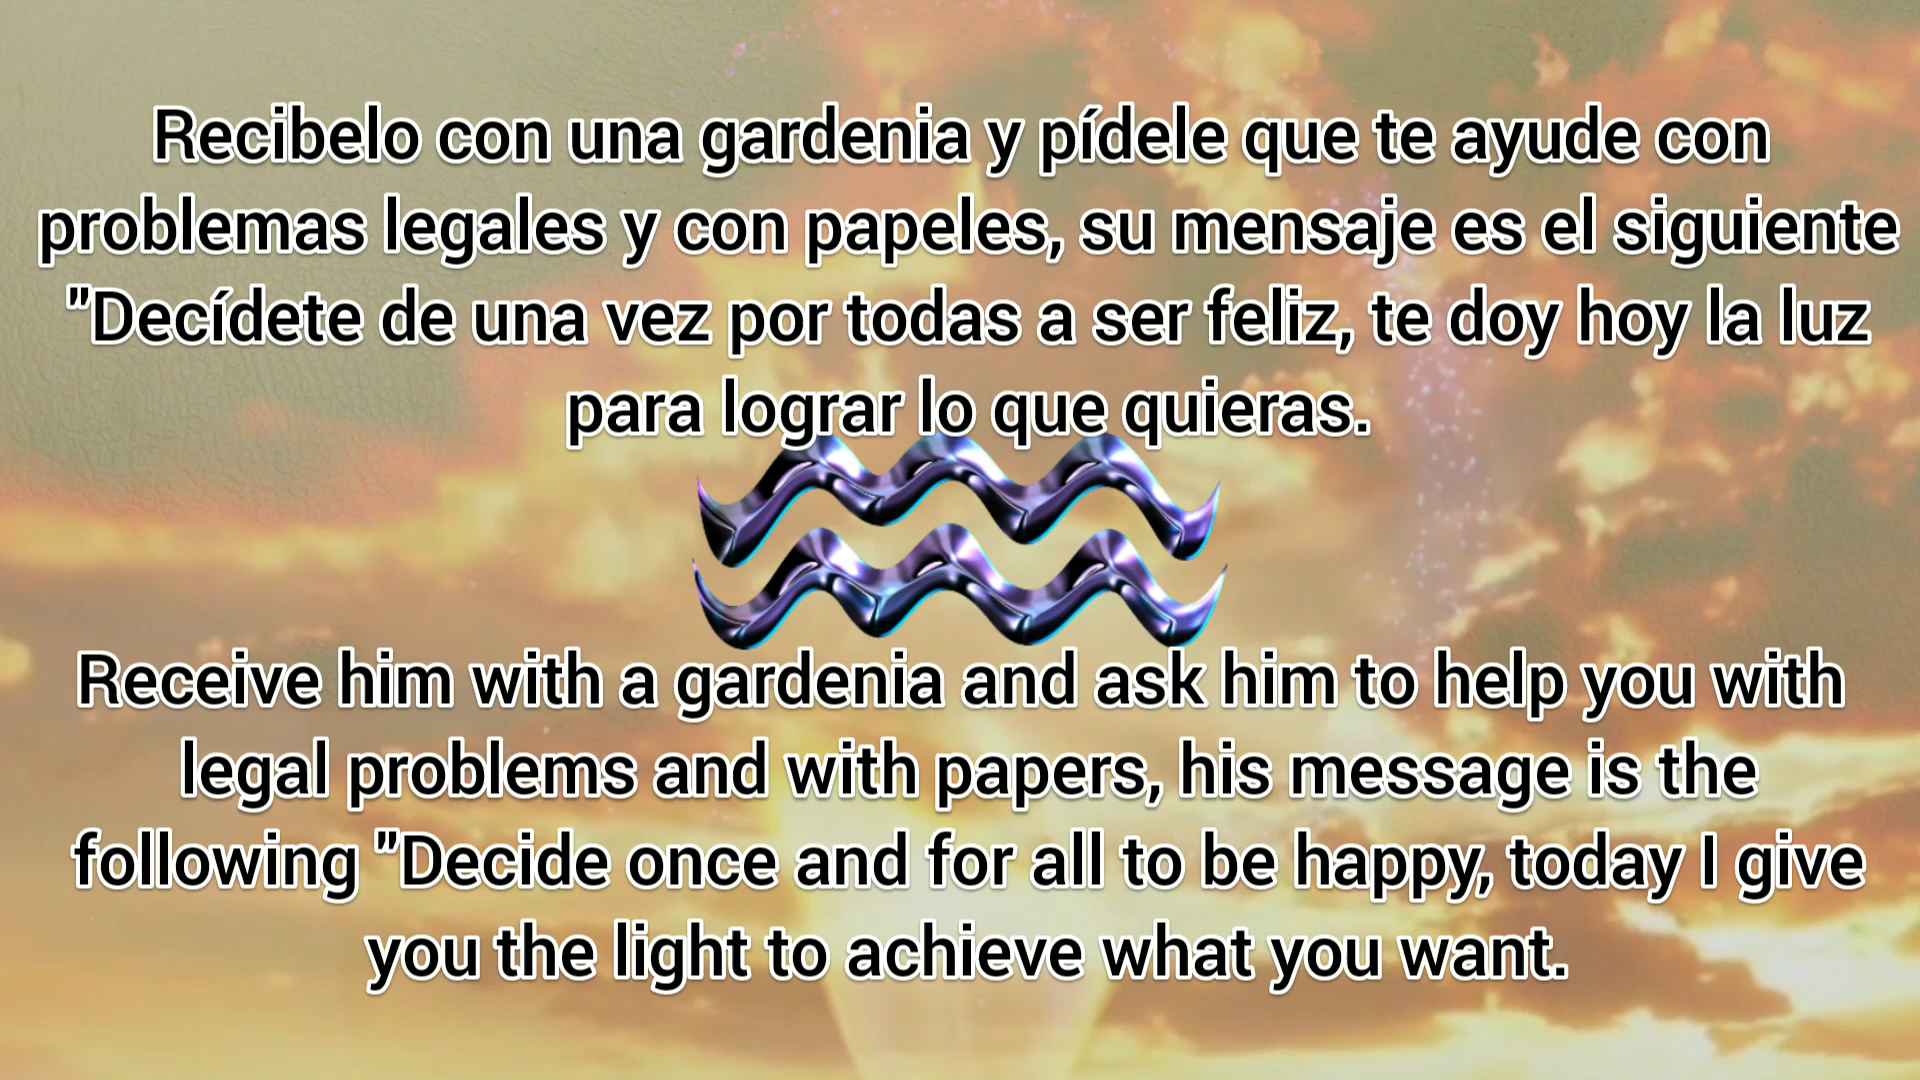 Recibelo con una gardenia y pídele que te ayude con
problemas legales y con papeles, su mensaje es el siguiente
"Decídete de una vez por todas a ser feliz, te doy hoy la luz
para lograr lo que quieras.
Receive him with a gardenia and ask him to help you with
legal problems and with papers, his message is the
following "Decide once and for all to be happy, today I give
you the light to achieve what you want.